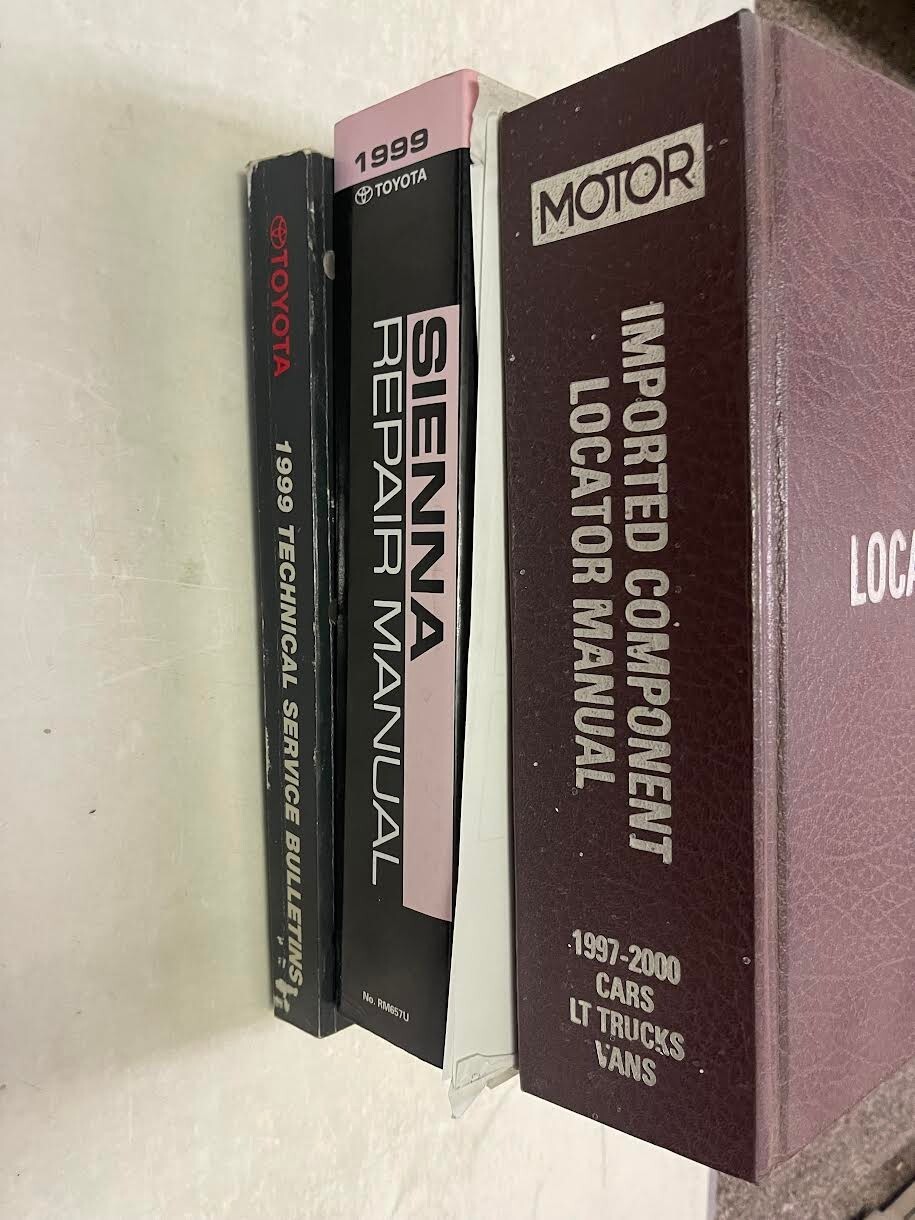 TOYOTA
1999 TECHNICAL SERVICE BULLETINS
1999
TOYOTA
SIENNA
REPAIR MANUAL
No. RM657U
MOTOR
IMPORTED COMPONENT
LOCATOR MANUAL
1997-2000
CARS
LT TRUCKS
VANS
LOCA